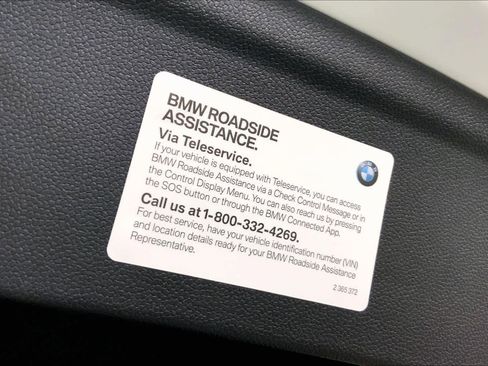 BMW ROADSIDE
ASSISTANCE.
Via Teleservice.
If your vehicle is equipped with Teleservice, you can access
BMW Roadside Assistance via a Check Control Message or in
the Control Display Menu. You can also reach us by pressing
the SOS button or through the BMW Connected App.
Call us at 1-800-332-4269.
For best service, have your vehicle identification number (VIN)
and location details ready for your BMW Roadside Assistance
Representative.
2 365 372